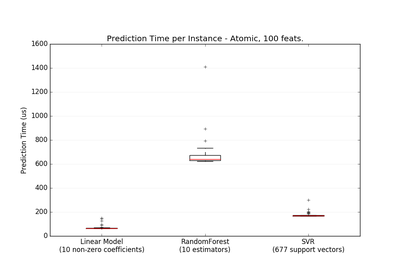 Prediction Time per Instance - Atomic, 100 feats.
1600
1400
1200
1000
800
600
400
200
0
Prediction Time (us)
Linear Model
(10 non-zero coefficients)
RandomForest
(10 estimators)
SVR
(677 support vectors)